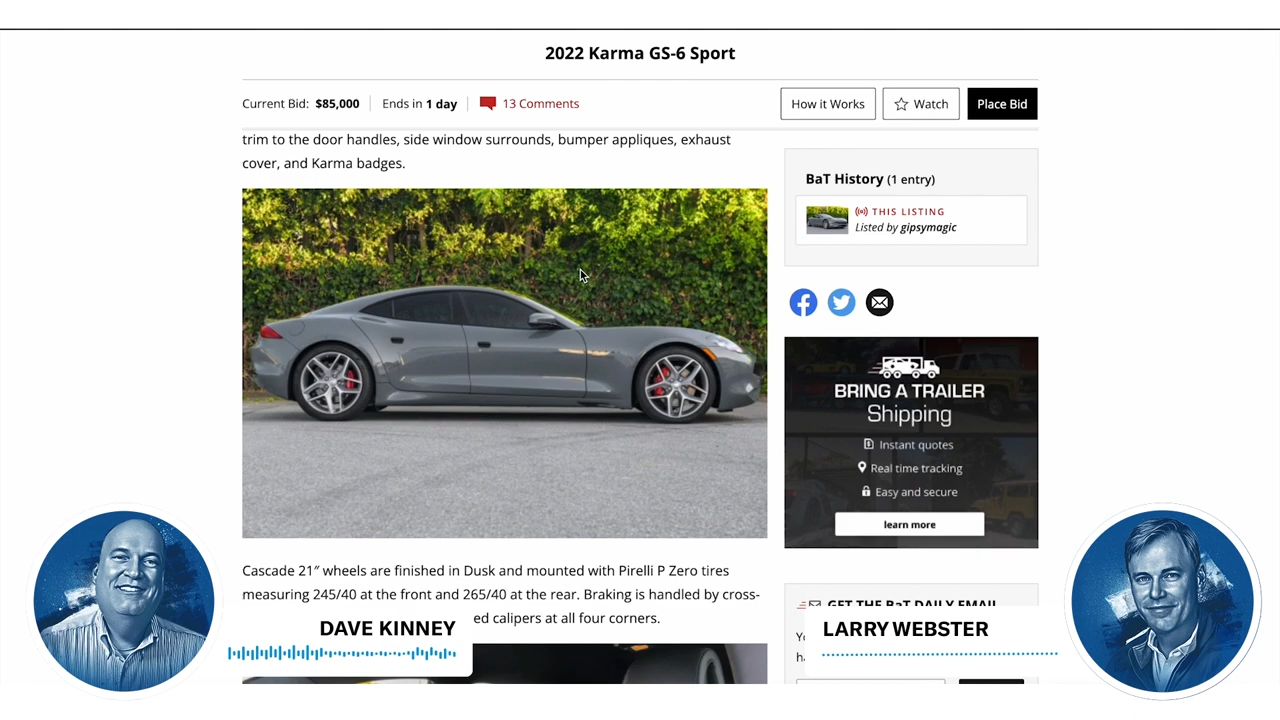 2022 Karma GS-6 Sport
Current Bid: $85,000
Ends in 1 day
13 Comments
How it Works
Watch
Place Bid
trim to the door handles, side window surrounds, bumper appliques, exhaust
cover, and Karma badges.
BaT History (1 entry)
THIS LISTING
Listed by gipsymagic
BRING A TRAILER
Shipping
Instant quotes
Real time tracking
Easy and secure
learn more
Cascade 21″ wheels are finished in Dusk and mounted with Pirelli P Zero tires
measuring 245/40 at the front and 265/40 at the rear. Braking is handled by cross-
ed calipers at all four corners.
GET THE BaT DAILY EMAIL
DAVE KINNEY
LARRY WEBSTER